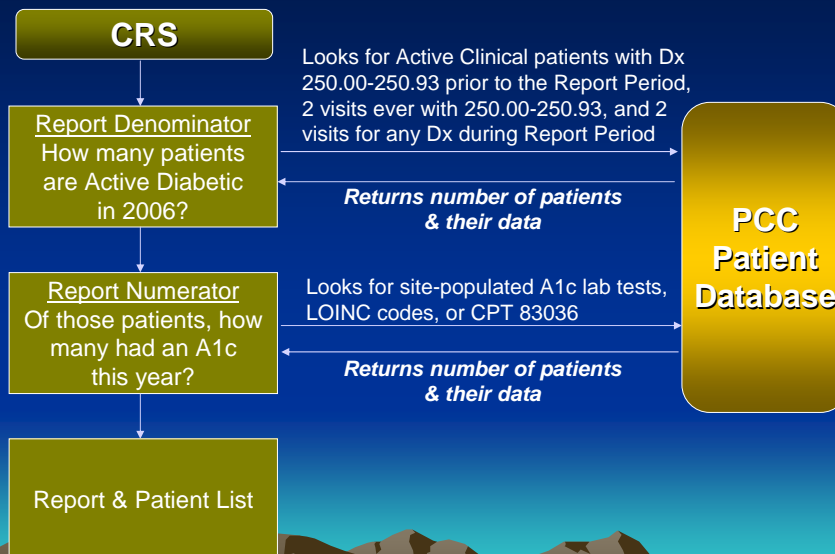 CRS
Looks for Active Clinical patients with Dx
250.00-250.93 prior to the Report Period,
2 visits ever with 250.00-250.93, and 2
visits for any Dx during Report Period
Report Denominator
How many patients
are Active Diabetic
in 2006?
Returns number of patients
& their data
PCC
Patient
Database
Report Numerator
Of those patients, how
many had an A1c
this year?
Looks for site-populated A1c lab tests,
LOINC codes, or CPT 83036
Returns number of patients
& their data
Report & Patient List